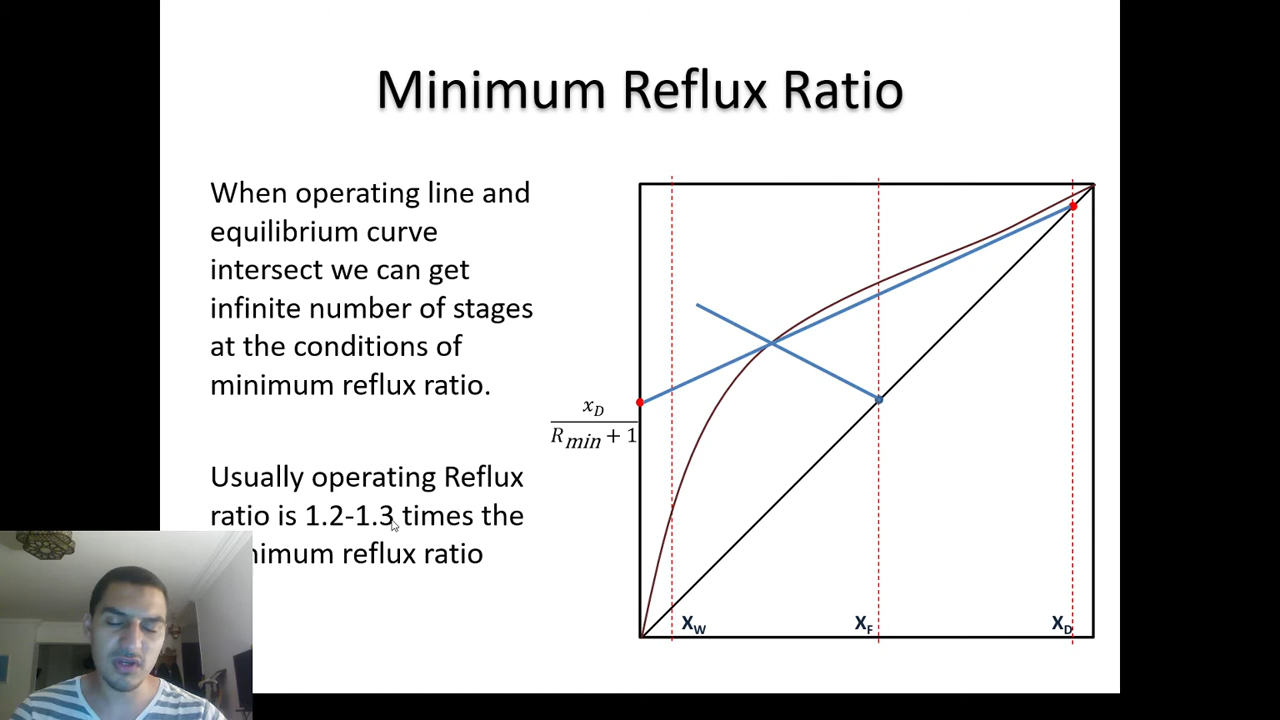 Minimum Reflux Ratio
When operating line and
equilibrium curve
intersect we can get
infinite number of stages
at the conditions of
minimum reflux ratio.
x_D
R_min + 1
Usually operating Reflux
ratio is 1.2-1.3 times the
reflux ratio
X_W
X_F
X_D